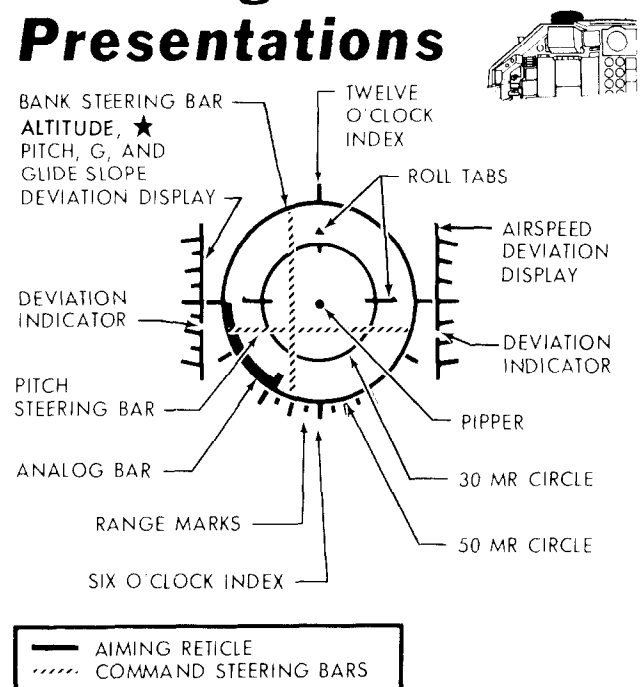 Presentations
BANK STEERING BAR
ALTITUDE, ★
PITCH, G, AND
GLIDE SLOPE
DEVIATION DISPLAY
TWELVE
O'CLOCK
INDEX
ROLL TABS
AIRSPEED
DEVIATION
DISPLAY
DEVIATION
INDICATOR
DEVIATION
INDICATOR
PITCH
STEERING BAR
PIPPER
ANALOG BAR
30 MR CIRCLE
RANGE MARKS
50 MR CIRCLE
SIX O'CLOCK INDEX
AIMING RETICLE
COMMAND STEERING BARS